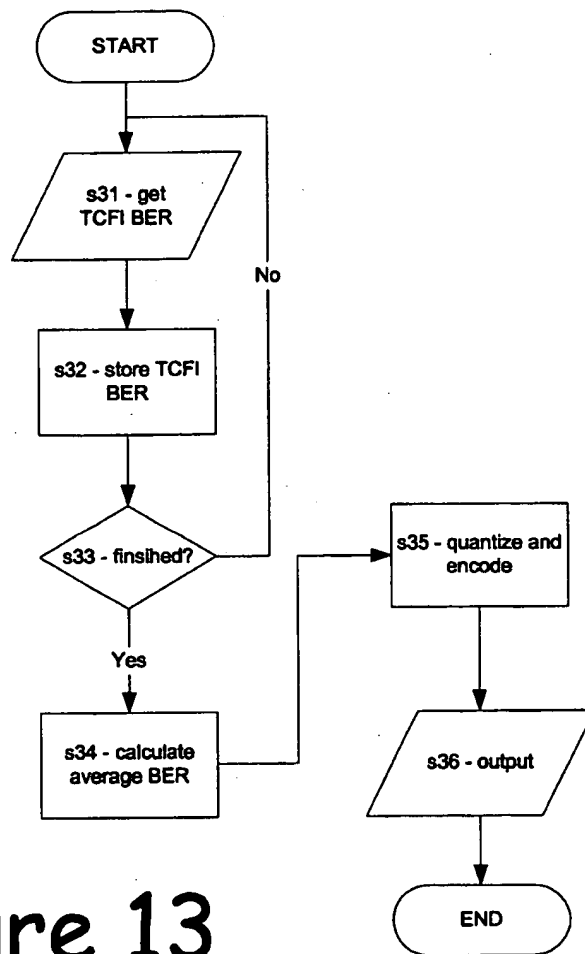 START
s31 - get
TCFI BER
No
s32 - store TCFI
BER
s33 - finsihed?
Yes
s34 - calculate
average BER
s35 - quantize and
encode
s36 - output
END
ure 13